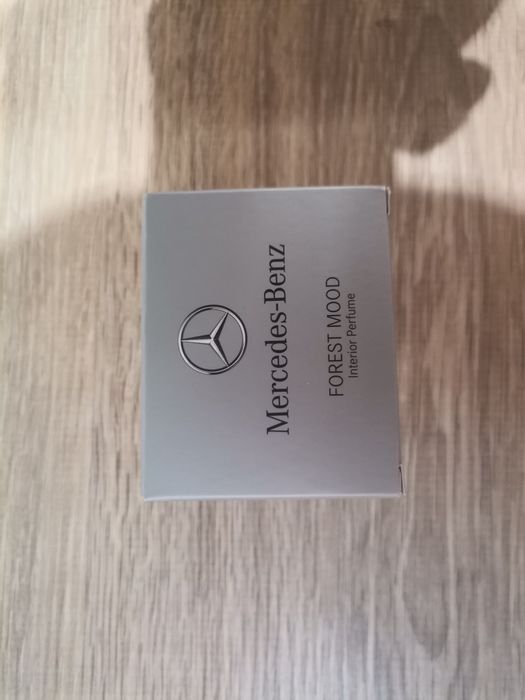 Mercedes-Benz
FOREST MOOD
Interior Perfume